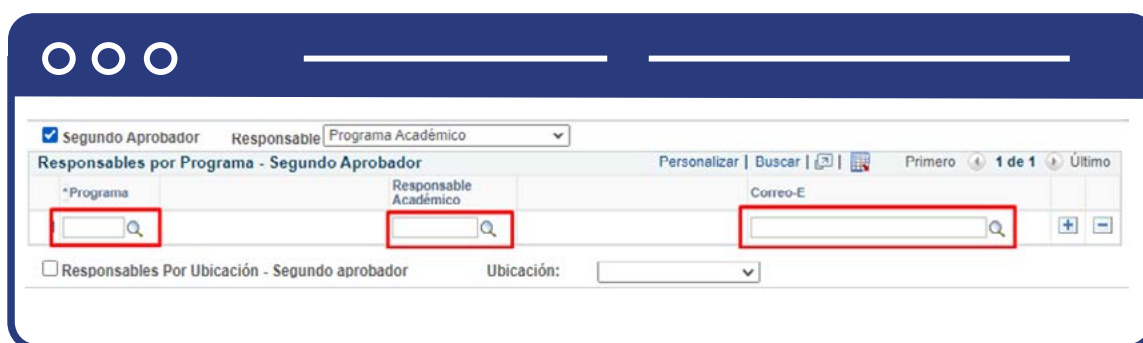 Segundo Aprobador Responsable Programa Académico
Responsables por Programa - Segundo Aprobador Personalizar | Buscar | | Primero 1 de 1 Último
*Programa Responsable Académico Correo-E
Responsables Por Ubicación - Segundo aprobador Ubicación: